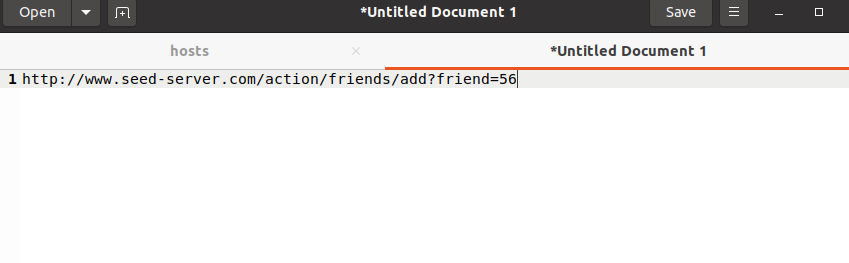 Open *Untitled Document 1 Save
hosts *Untitled Document 1
1 http://www.seed-server.com/action/friends/add?friend=56